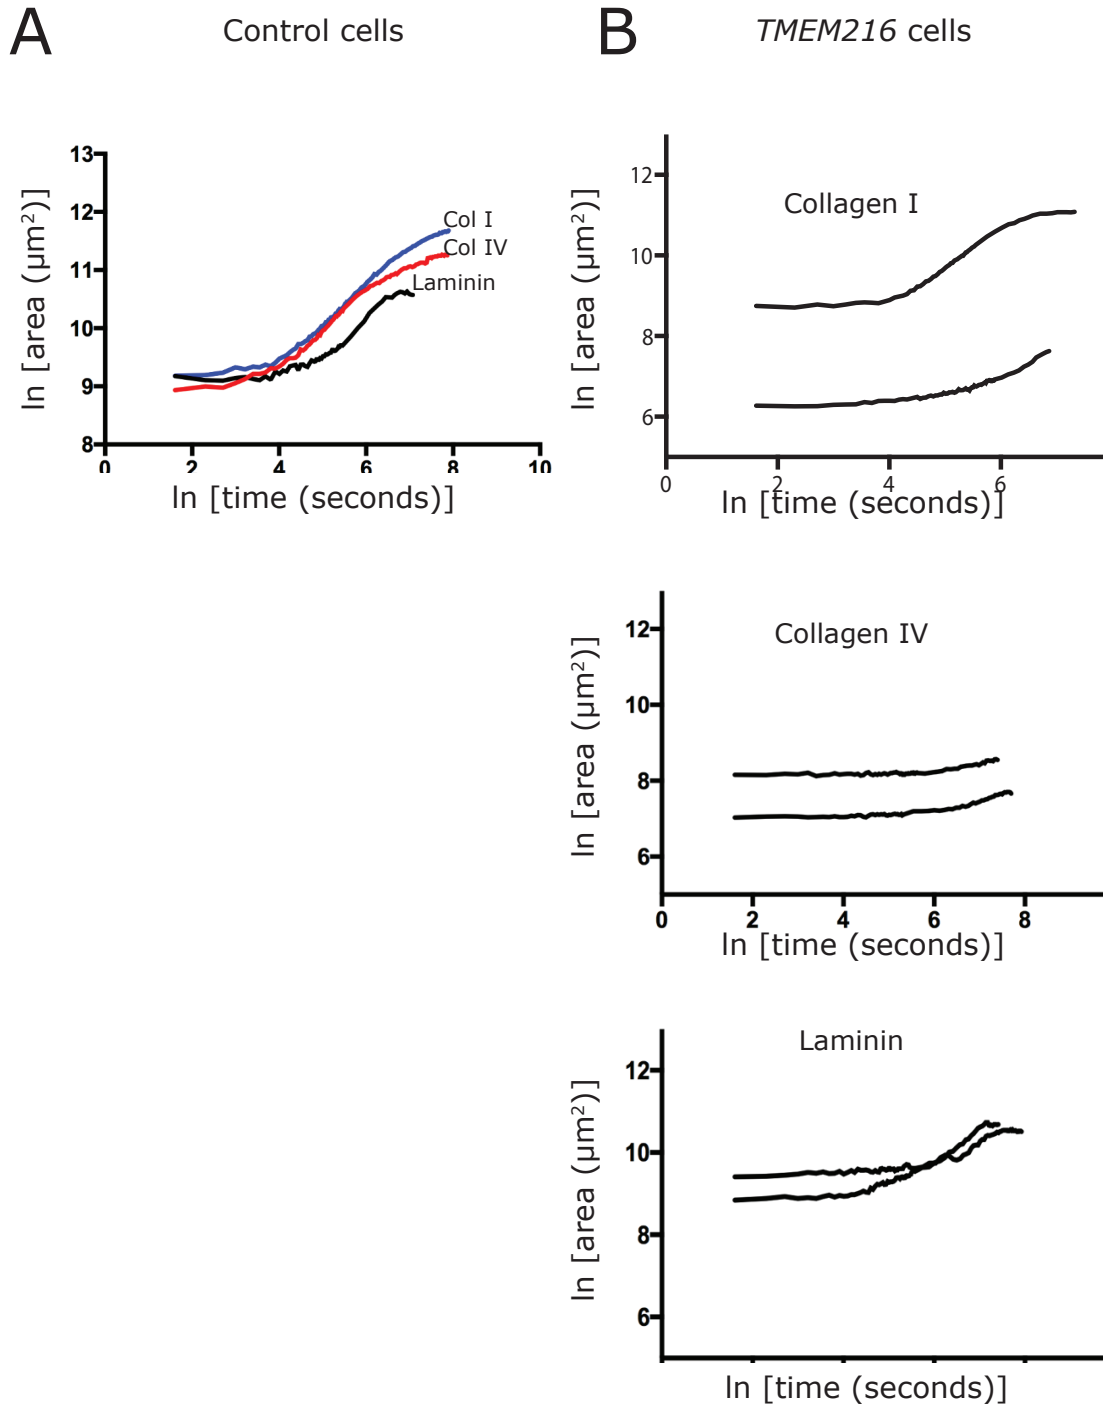 A
Control cells
B
TMEM216 cells
13
12
11
10
9
8
0
2
4
6
8
10
ln [area (µm²)]
ln [time (seconds)]
Col I
Col IV
Laminin
12
10
8
6
0
2
4
6
ln [area (µm²)]
ln [time (seconds)]
Collagen I
12
10
8
6
0
2
4
6
8
ln [area (µm²)]
ln [time (seconds)]
Collagen IV
12
10
8
6
ln [area (µm²)]
ln [time (seconds)]
Laminin